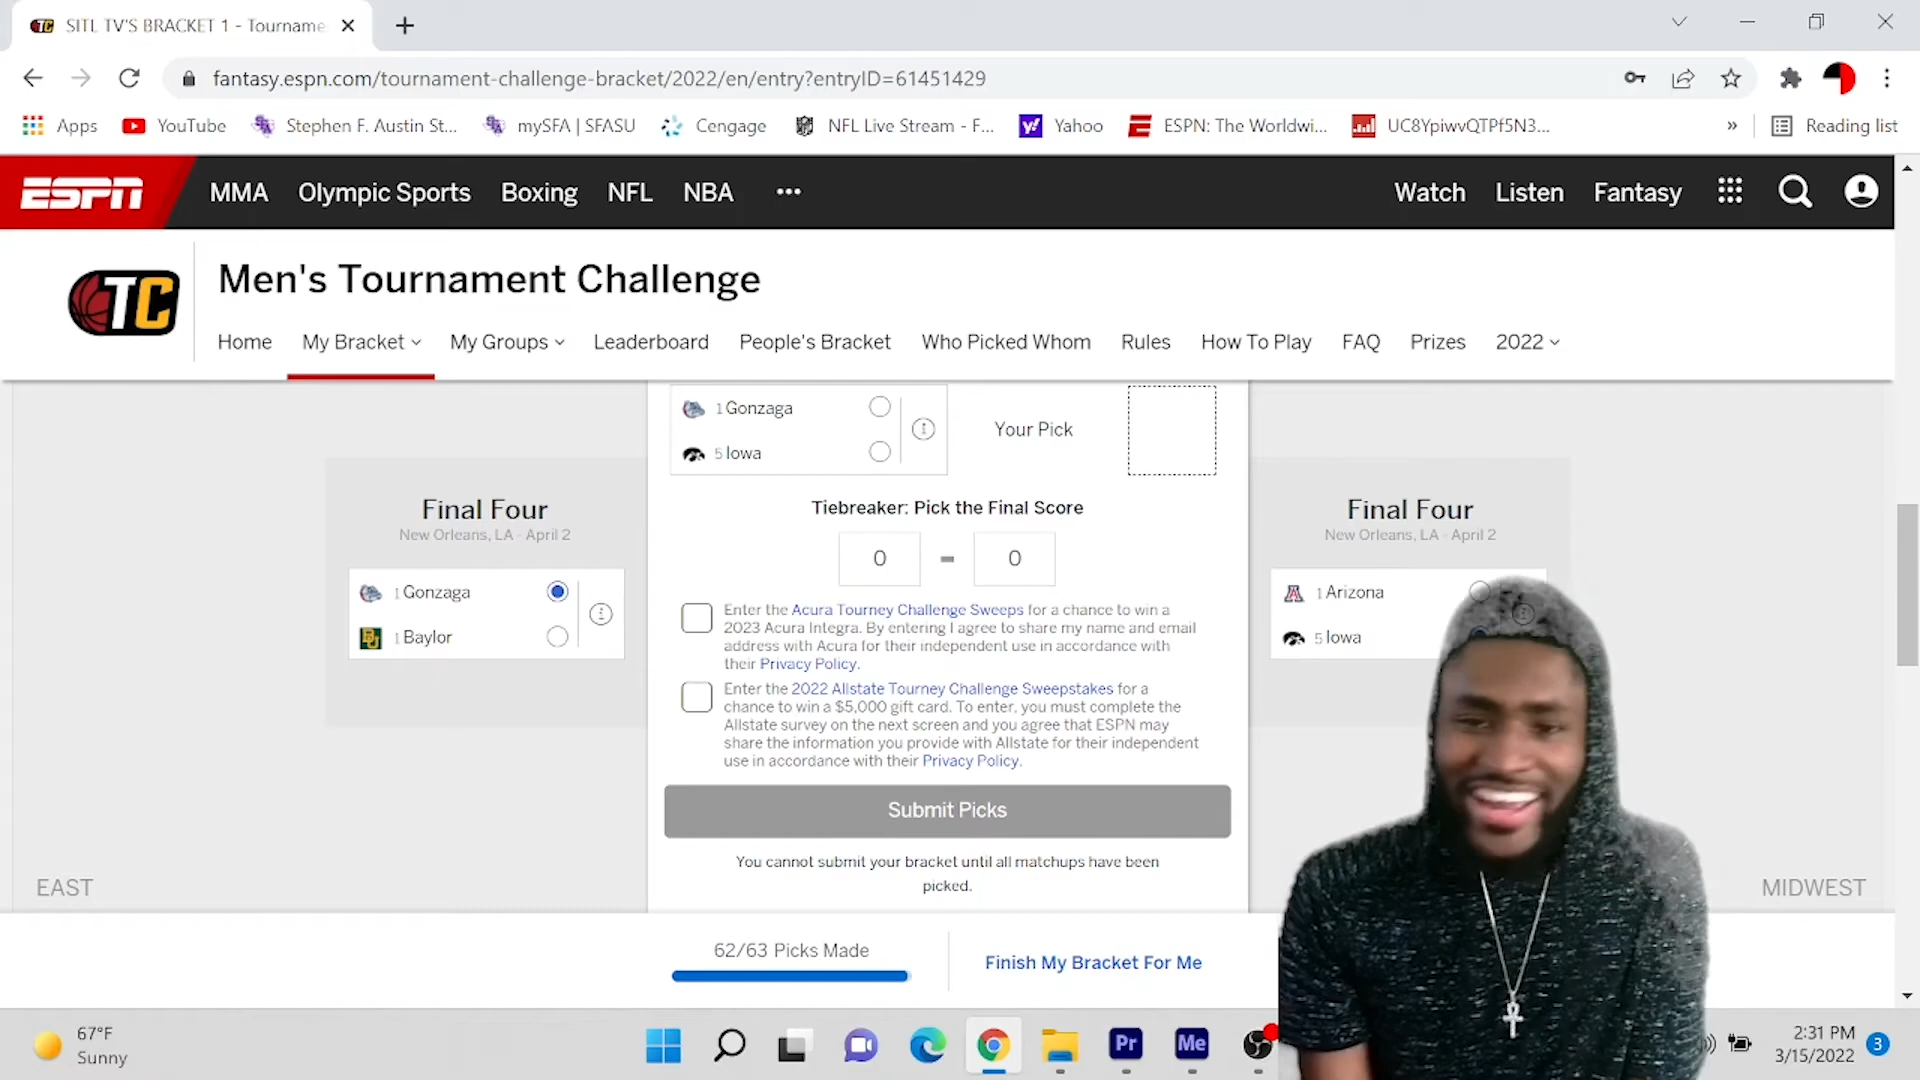 SITL TV'S BRACKET 1 - Tourname
fantasy.espn.com/tournament-challenge-bracket/2022/en/entry?entryID=61451429
Apps YouTube Stephen F. Austin St... mySFA | SFASU Cengage NFL Live Stream - F... Yahoo ESPN: The Worldwi... UC8YpiwvQTPf5N3... » Reading list
ESPN MMA Olympic Sports Boxing NFL NBA ••• Watch Listen Fantasy
TC
Men's Tournament Challenge
Home My Bracket My Groups Leaderboard People's Bracket Who Picked Whom Rules How To Play FAQ Prizes 2022
1 Gonzaga
5 Iowa
Your Pick
Tiebreaker: Pick the Final Score
0 - 0
Final Four
New Orleans, LA - April 2
1 Gonzaga
1 Baylor
Final Four
New Orleans, LA - April 2
1 Arizona
5 Iowa
Enter the Acura Tourney Challenge Sweeps for a chance to win a
2023 Acura Integra. By entering I agree to share my name and email
address with Acura for their independent use in accordance with
their Privacy Policy.
Enter the 2022 Allstate Tourney Challenge Sweepstakes for a
chance to win a $5,000 gift card. To enter, you must complete the
Allstate survey on the next screen and you agree that ESPN may
share the information you provide with Allstate for their independent
use in accordance with their Privacy Policy.
Submit Picks
You cannot submit your bracket until all matchups have been
picked.
EAST
MIDWEST
62/63 Picks Made
Finish My Bracket For Me
67°F
Sunny
Pr
Me
2:31 PM
3/15/2022
3